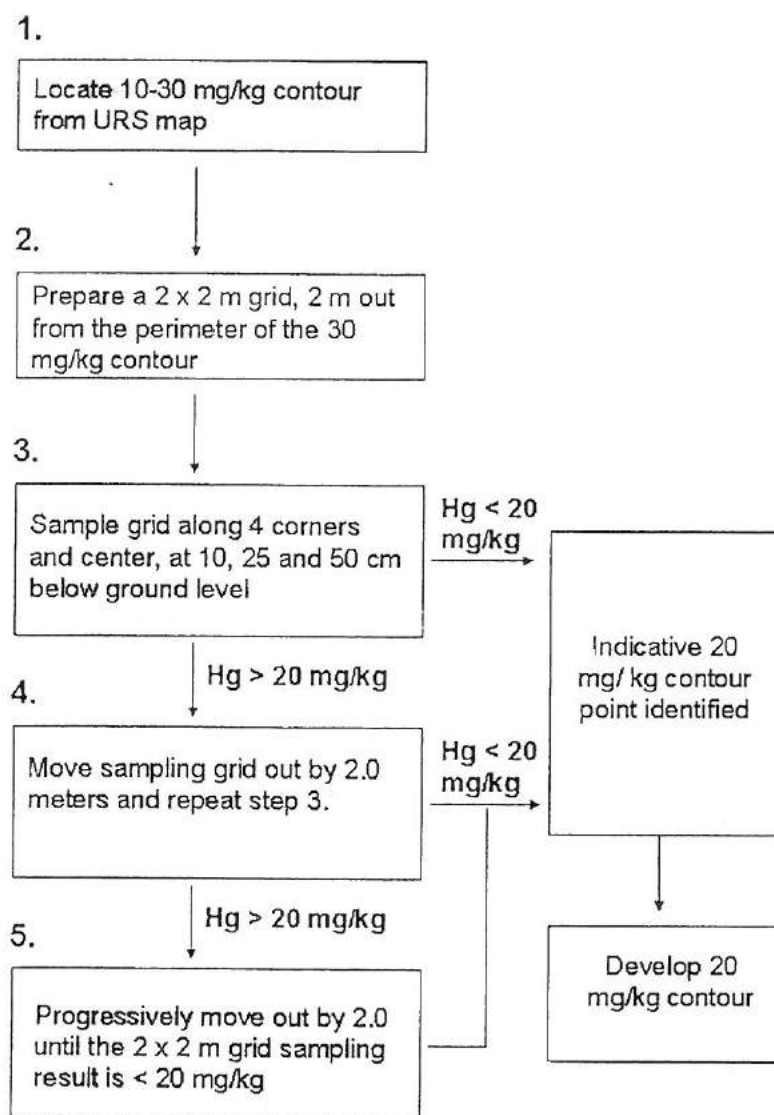 1.
Locate 10-30 mg/kg contour
from URS map
2.
Prepare a 2 x 2 m grid, 2 m out
from the perimeter of the 30
mg/kg contour
3.
Sample grid along 4 corners
and center, at 10, 25 and 50 cm
below ground level
Hg < 20
mg/kg
Indicative 20
mg/ kg contour
point identified
Hg > 20 mg/kg
4.
Move sampling grid out by 2.0
meters and repeat step 3.
Hg < 20
mg/kg
Hg > 20 mg/kg
5.
Progressively move out by 2.0
until the 2 x 2 m grid sampling
result is < 20 mg/kg
Develop 20
mg/kg contour